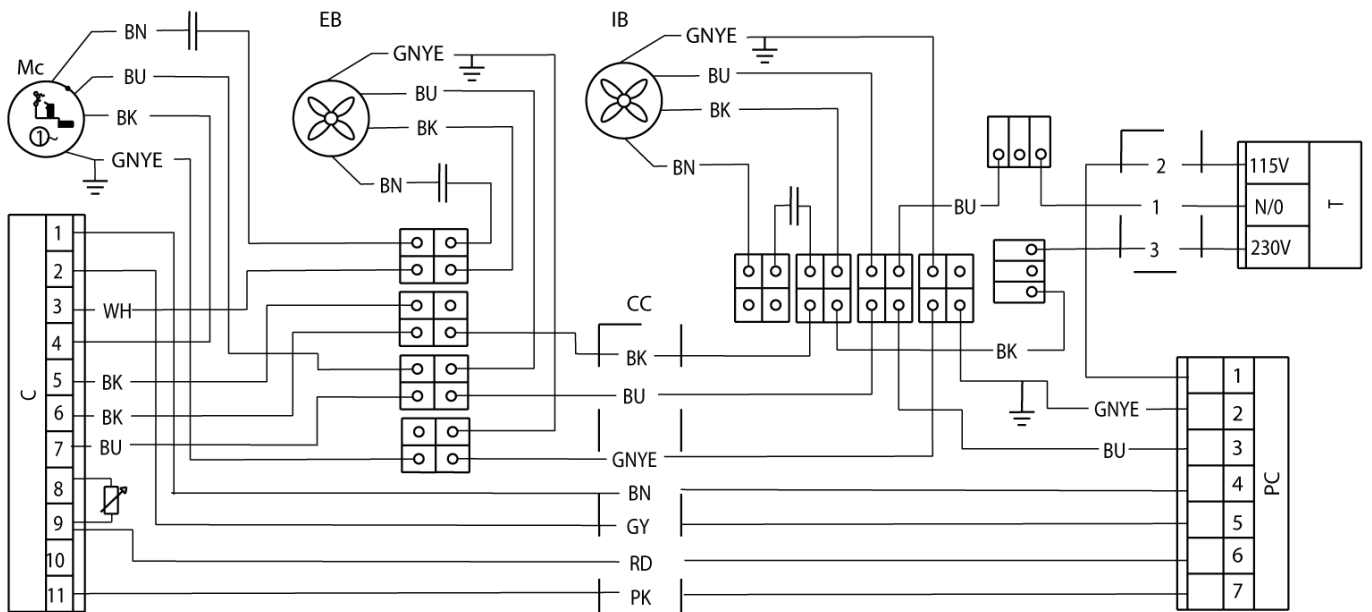 EB
IB
BN
GNYE
GNYE
Mc
BU
BU
BU
BK
BK
BK
1~
GNYE
BN
BN
2
115V
BU
1
N/0
T
3
230V
C
1
2
3
WH
4
5
BK
6
BK
7
BU
8
9
10
11
CC
BK
BU
GNYE
BN
GY
RD
PK
BK
GNYE
BU
1
2
3
4
5
6
7
PC